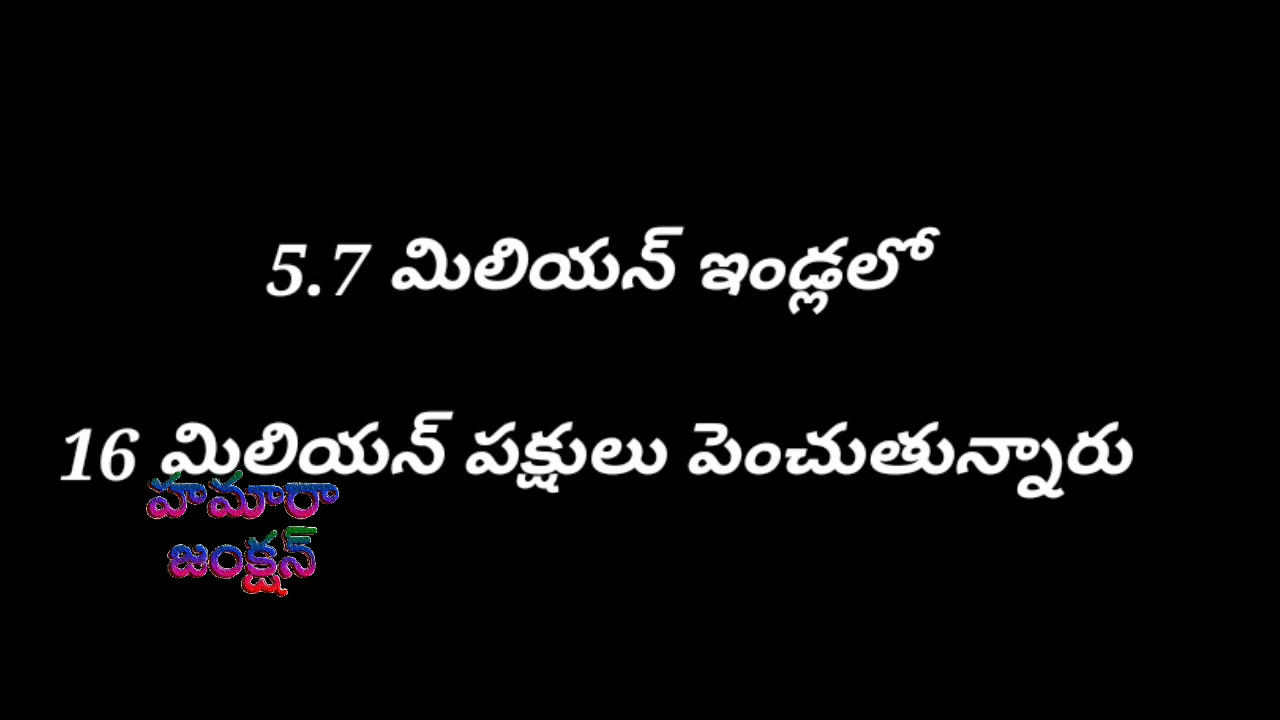 5.7 మిలియన్ ఇండ్లలో
16 మిలియన్ పక్షులు పెంచుతున్నారు
హమారా
జంక్షన్